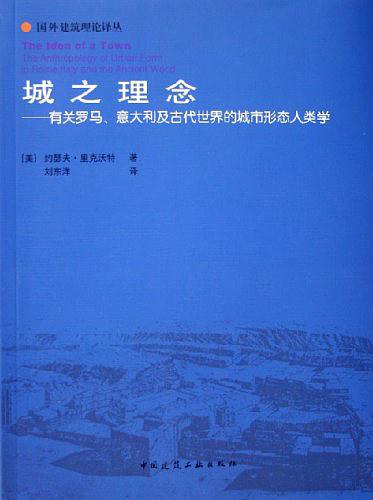 国外建筑理论译丛
The Idea of a Town
The Anthropology of Urban Form
in Rome, Italy and the Ancient World
城之理念
——有关罗马、意大利及古代世界的城市形态人类学
[美] 约瑟夫·里克沃特 著
刘东洋 译
中国建筑工业出版社